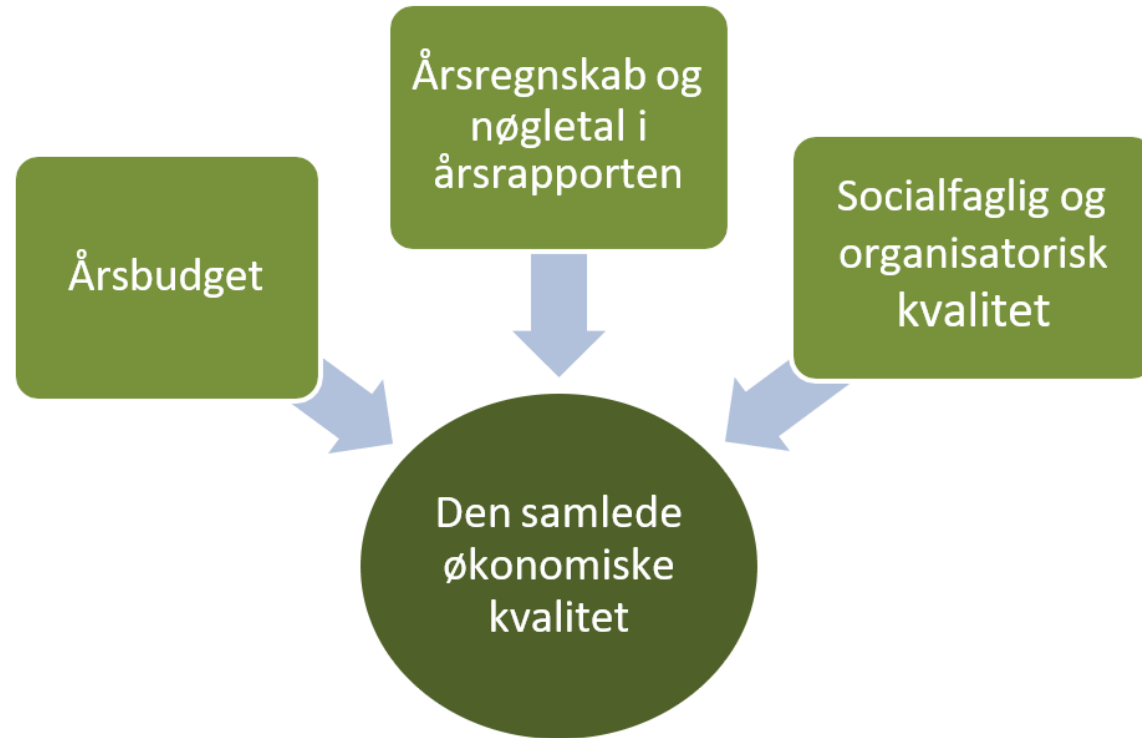 Årsbudget
Årsregnskab og
nøgletal i
årsrapporten
Socialfaglig og
organisatorisk
kvalitet
Den samlede
økonomiske
kvalitet